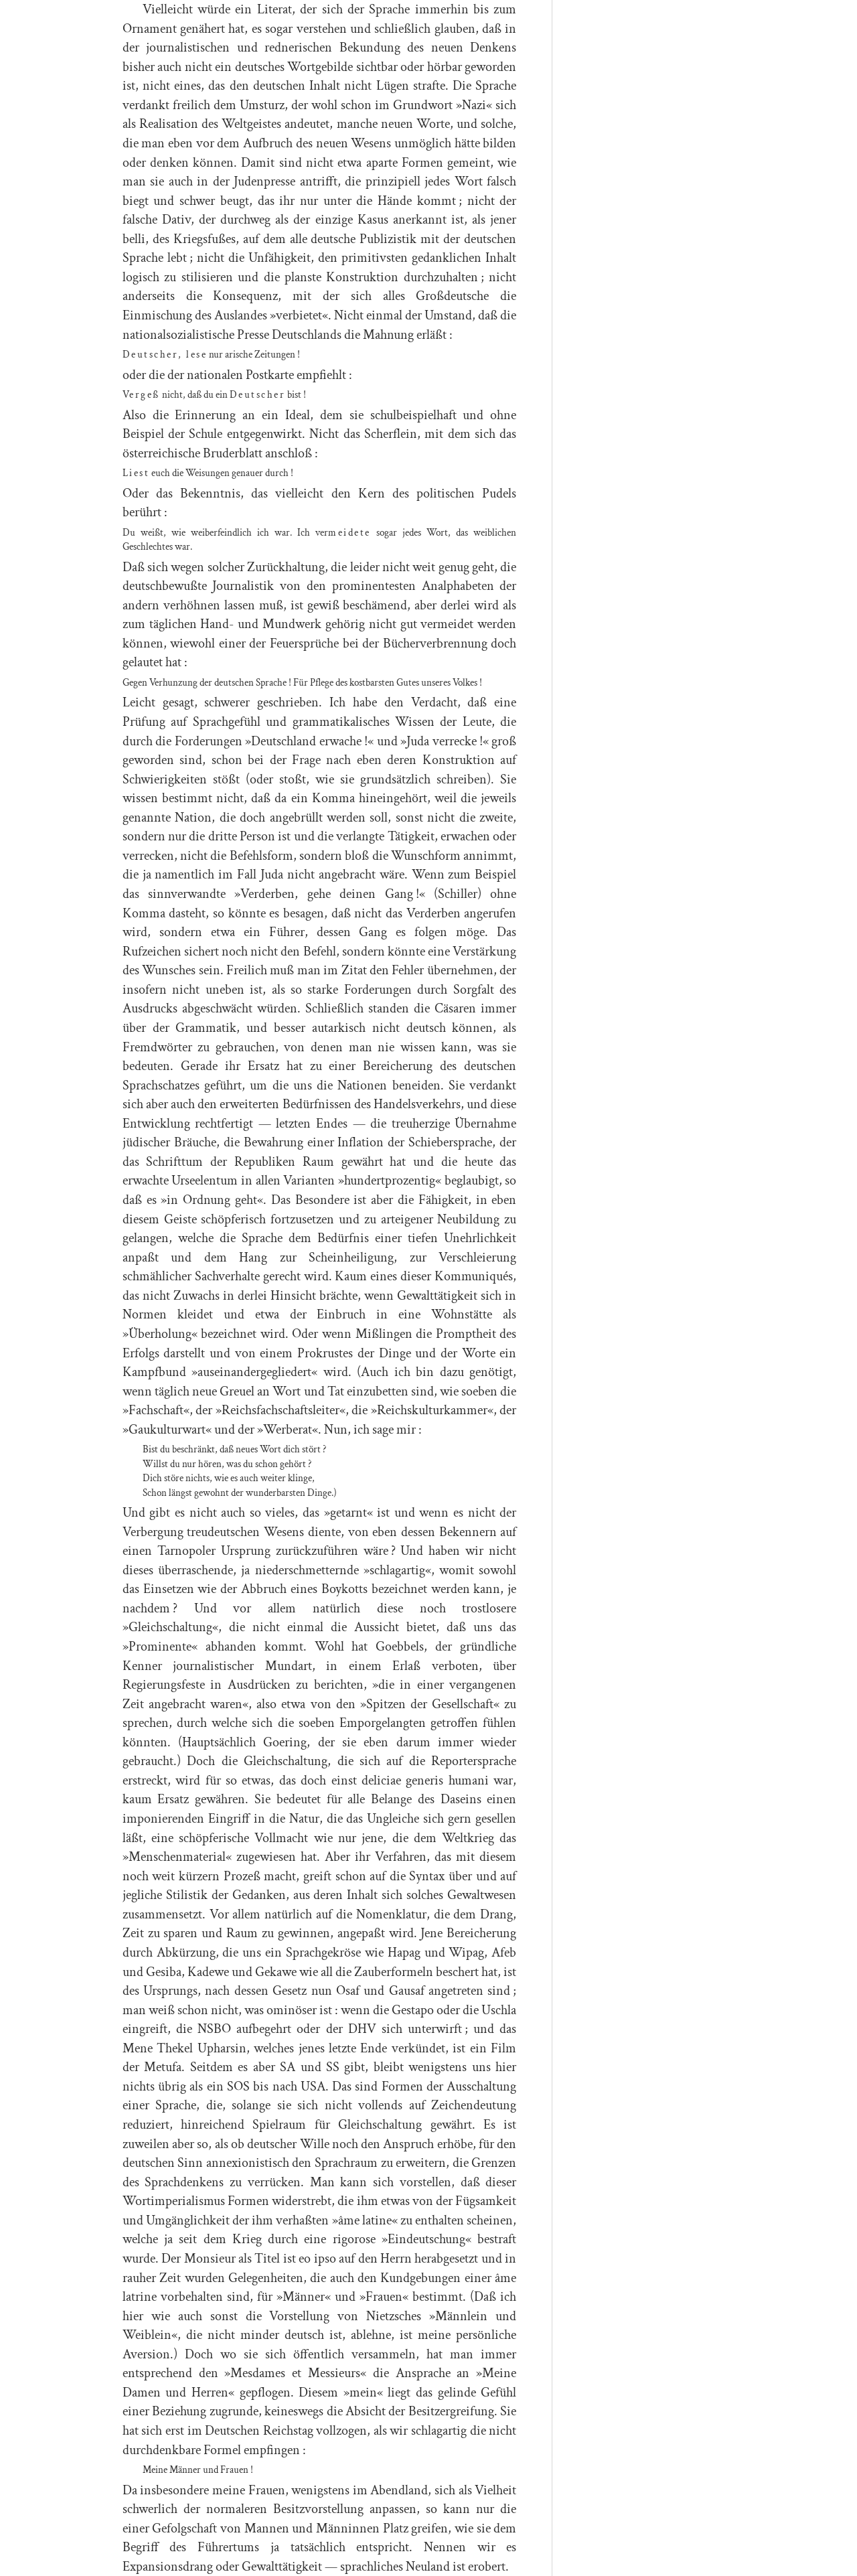 Vielleicht würde ein Literat, der sich der Sprache immerhin bis zum
Ornament genähert hat, es sogar verstehen und schließlich glauben, daß in
der journalistischen und rednerischen Bekundung des neuen Denkens
bisher auch nicht ein deutsches Wortgebilde sichtbar oder hörbar geworden
ist, nicht eines, das den deutschen Inhalt nicht Lügen strafte. Die Sprache
verdankt freilich dem Umsturz, der wohl schon im Grundwort »Nazi« sich
als Realisation des Weltgeistes andeutet, manche neuen Worte, und solche,
die man eben vor dem Aufbruch des neuen Wesens unmöglich hätte bilden
oder denken können. Damit sind nicht etwa aparte Formen gemeint, wie
man sie auch in der Judenpresse antrifft, die prinzipiell jedes Wort falsch
biegt und schwer beugt, das ihr nur unter die Hände kommt ; nicht der
falsche Dativ, der durchweg als der einzige Kasus anerkannt ist, als jener
belli, des Kriegsfußes, auf dem alle deutsche Publizistik mit der deutschen
Sprache lebt ; nicht die Unfähigkeit, den primitivsten gedanklichen Inhalt
logisch zu stilisieren und die planste Konstruktion durchzuhalten ; nicht
anderseits die Konsequenz, mit der sich alles Großdeutsche die
Einmischung des Auslandes »verbietet«. Nicht einmal der Umstand, daß die
nationalsozialistische Presse Deutschlands die Mahnung erläßt :
Deutscher, lese nur arische Zeitungen !
oder die der nationalen Postkarte empfiehlt :
Vergeß nicht, daß du ein Deutscher bist !
Also die Erinnerung an ein Ideal, dem sie schulbeispielhaft und ohne
Beispiel der Schule entgegenwirkt. Nicht das Scherflein, mit dem sich das
österreichische Bruderblatt anschloß :
Liest euch die Weisungen genauer durch !
Oder das Bekenntnis, das vielleicht den Kern des politischen Pudels
berührt :
Du weißt, wie weiberfeindlich ich war. Ich vermeidete sogar jedes Wort, das weiblichen
Geschlechtes war.
Daß sich wegen solcher Zurückhaltung, die leider nicht weit genug geht, die
deutschbewußte Journalistik von den prominentesten Analphabeten der
andern verhöhnen lassen muß, ist gewiß beschämend, aber derlei wird als
zum täglichen Hand- und Mundwerk gehörig nicht gut vermeidet werden
können, wiewohl einer der Feuersprüche bei der Bücherverbrennung doch
gelautet hat :
Gegen Verhunzung der deutschen Sprache ! Für Pflege des kostbarsten Gutes unseres Volkes !
Leicht gesagt, schwerer geschrieben. Ich habe den Verdacht, daß eine
Prüfung auf Sprachgefühl und grammatikalisches Wissen der Leute, die
durch die Forderungen »Deutschland erwache !« und »Juda verrecke !« groß
geworden sind, schon bei der Frage nach eben deren Konstruktion auf
Schwierigkeiten stößt (oder stoßt, wie sie grundsätzlich schreiben). Sie
wissen bestimmt nicht, daß da ein Komma hineingehört, weil die jeweils
genannte Nation, die doch angebrüllt werden soll, sonst nicht die zweite,
sondern nur die dritte Person ist und die verlangte Tätigkeit, erwachen oder
verrecken, nicht die Befehlsform, sondern bloß die Wunschform annimmt,
die ja namentlich im Fall Juda nicht angebracht wäre. Wenn zum Beispiel
das sinnverwandte »Verderben, gehe deinen Gang !« (Schiller) ohne
Komma dasteht, so könnte es besagen, daß nicht das Verderben angerufen
wird, sondern etwa ein Führer, dessen Gang es folgen möge. Das
Rufzeichen sichert noch nicht den Befehl, sondern könnte eine Verstärkung
des Wunsches sein. Freilich muß man im Zitat den Fehler übernehmen, der
insofern nicht uneben ist, als so starke Forderungen durch Sorgfalt des
Ausdrucks abgeschwächt würden. Schließlich standen die Cäsaren immer
über der Grammatik, und besser autarkisch nicht deutsch können, als
Fremdwörter zu gebrauchen, von denen man nie wissen kann, was sie
bedeuten. Gerade ihr Ersatz hat zu einer Bereicherung des deutschen
Sprachschatzes geführt, um die uns die Nationen beneiden. Sie verdankt
sich aber auch den erweiterten Bedürfnissen des Handelsverkehrs, und diese
Entwicklung rechtfertigt — letzten Endes — die treuherzige Übernahme
jüdischer Bräuche, die Bewahrung einer Inflation der Schiebersprache, der
das Schrifttum der Republiken Raum gewährt hat und die heute das
erwachte Urseelentum in allen Varianten »hundertprozentig« beglaubigt, so
daß es »in Ordnung geht«. Das Besondere ist aber die Fähigkeit, in eben
diesem Geiste schöpferisch fortzusetzen und zu arteigener Neubildung zu
gelangen, welche die Sprache dem Bedürfnis einer tiefen Unehrlichkeit
anpaßt und dem Hang zur Scheinheiligung, zur Verschleierung
schmählicher Sachverhalte gerecht wird. Kaum eines dieser Kommuniqués,
das nicht Zuwachs in derlei Hinsicht brächte, wenn Gewalttätigkeit sich in
Normen kleidet und etwa der Einbruch in eine Wohnstätte als
»Überholung« bezeichnet wird. Oder wenn Mißlingen die Promptheit des
Erfolgs darstellt und von einem Prokrustes der Dinge und der Worte ein
Kampfbund »auseinandergegliedert« wird. (Auch ich bin dazu genötigt,
wenn täglich neue Greuel an Wort und Tat einzubetten sind, wie soeben die
»Fachschaft«, der »Reichsfachschaftsleiter«, die »Reichskulturkammer«, der
»Gaukulturwart« und der »Werberat«. Nun, ich sage mir :
Bist du beschränkt, daß neues Wort dich stört ?
Willst du nur hören, was du schon gehört ?
Dich störe nichts, wie es auch weiter klinge,
Schon längst gewohnt der wunderbarsten Dinge.)
Und gibt es nicht auch so vieles, das »getarnt« ist und wenn es nicht der
Verbergung treudeutschen Wesens diente, von eben dessen Bekennern auf
einen Tarnopoler Ursprung zurückzuführen wäre ? Und haben wir nicht
dieses überraschende, ja niederschmetternde »schlagartig«, womit sowohl
das Einsetzen wie der Abbruch eines Boykotts bezeichnet werden kann, je
nachdem ? Und vor allem natürlich diese noch trostlosere
»Gleichschaltung«, die nicht einmal die Aussicht bietet, daß uns das
»Prominente« abhanden kommt. Wohl hat Goebbels, der gründliche
Kenner journalistischer Mundart, in einem Erlaß verboten, über
Regierungsfeste in Ausdrücken zu berichten, »die in einer vergangenen
Zeit angebracht waren«, also etwa von den »Spitzen der Gesellschaft« zu
sprechen, durch welche sich die soeben Emporgelangten getroffen fühlen
könnten. (Hauptsächlich Goering, der sie eben darum immer wieder
gebraucht.) Doch die Gleichschaltung, die sich auf die Reportersprache
erstreckt, wird für so etwas, das doch einst deliciae generis humani war,
kaum Ersatz gewähren. Sie bedeutet für alle Belange des Daseins einen
imponierenden Eingriff in die Natur, die das Ungleiche sich gern gesellen
läßt, eine schöpferische Vollmacht wie nur jene, die dem Weltkrieg das
»Menschenmaterial« zugewiesen hat. Aber ihr Verfahren, das mit diesem
noch weit kürzern Prozeß macht, greift schon auf die Syntax über und auf
jegliche Stilistik der Gedanken, aus deren Inhalt sich solches Gewaltwesen
zusammensetzt. Vor allem natürlich auf die Nomenklatur, die dem Drang,
Zeit zu sparen und Raum zu gewinnen, angepaßt wird. Jene Bereicherung
durch Abkürzung, die uns ein Sprachgekröse wie Hapag und Wipag, Afeb
und Gesiba, Kadewe und Gekawe wie all die Zauberformeln beschert hat, ist
des Ursprungs, nach dessen Gesetz nun Osaf und Gausaf angetreten sind ;
man weiß schon nicht, was ominöser ist : wenn die Gestapo oder die Uschla
eingreift, die NSBO aufbegehrt oder der DHV sich unterwirft ; und das
Mene Thekel Upharsin, welches jenes letzte Ende verkündet, ist ein Film
der Metufa. Seitdem es aber SA und SS gibt, bleibt wenigstens uns hier
nichts übrig als ein SOS bis nach USA. Das sind Formen der Ausschaltung
einer Sprache, die, solange sie sich nicht vollends auf Zeichendeutung
reduziert, hinreichend Spielraum für Gleichschaltung gewährt. Es ist
zuweilen aber so, als ob deutscher Wille noch den Anspruch erhöbe, für den
deutschen Sinn annexionistisch den Sprachraum zu erweitern, die Grenzen
des Sprachdenkens zu verrücken. Man kann sich vorstellen, daß dieser
Wortimperialismus Formen widerstrebt, die ihm etwas von der Fügsamkeit
und Umgänglichkeit der ihm verhaßten »âme latine« zu enthalten scheinen,
welche ja seit dem Krieg durch eine rigorose »Eindeutschung« bestraft
wurde. Der Monsieur als Titel ist eo ipso auf den Herrn herabgesetzt und in
rauher Zeit wurden Gelegenheiten, die auch den Kundgebungen einer âme
latrine vorbehalten sind, für »Männer« und »Frauen« bestimmt. (Daß ich
hier wie auch sonst die Vorstellung von Nietzsches »Männlein und
Weiblein«, die nicht minder deutsch ist, ablehne, ist meine persönliche
Aversion.) Doch wo sie sich öffentlich versammeln, hat man immer
entsprechend den »Mesdames et Messieurs« die Ansprache an »Meine
Damen und Herren« gepflogen. Diesem »mein« liegt das gelinde Gefühl
einer Beziehung zugrunde, keineswegs die Absicht der Besitzergreifung. Sie
hat sich erst im Deutschen Reichstag vollzogen, als wir schlagartig die nicht
durchdenkbare Formel empfingen :
Meine Männer und Frauen !
Da insbesondere meine Frauen, wenigstens im Abendland, sich als Vielheit
schwerlich der normaleren Besitzvorstellung anpassen, so kann nur die
einer Gefolgschaft von Mannen und Männinnen Platz greifen, wie sie dem
Begriff des Führertums ja tatsächlich entspricht. Nennen wir es
Expansionsdrang oder Gewalttätigkeit — sprachliches Neuland ist erobert.